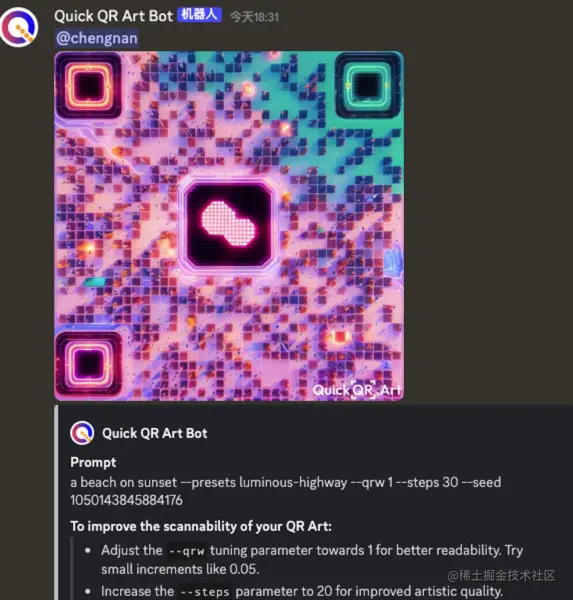 Quick QR Art Bot 机器人 今天18:31
@chengnan
Quick QR.Art
Quick QR Art Bot
Prompt
a beach on sunset --presets luminous-highway --qrw 1 --steps 30 --seed
1050143845884176
To improve the scannability of your QR Art:
• Adjust the --qrw tuning parameter towards 1 for better readability. Try
small increments like 0.05.
• Increase the --steps parameter to 20 for improved artistic quality.
@稀土掘金技术社区